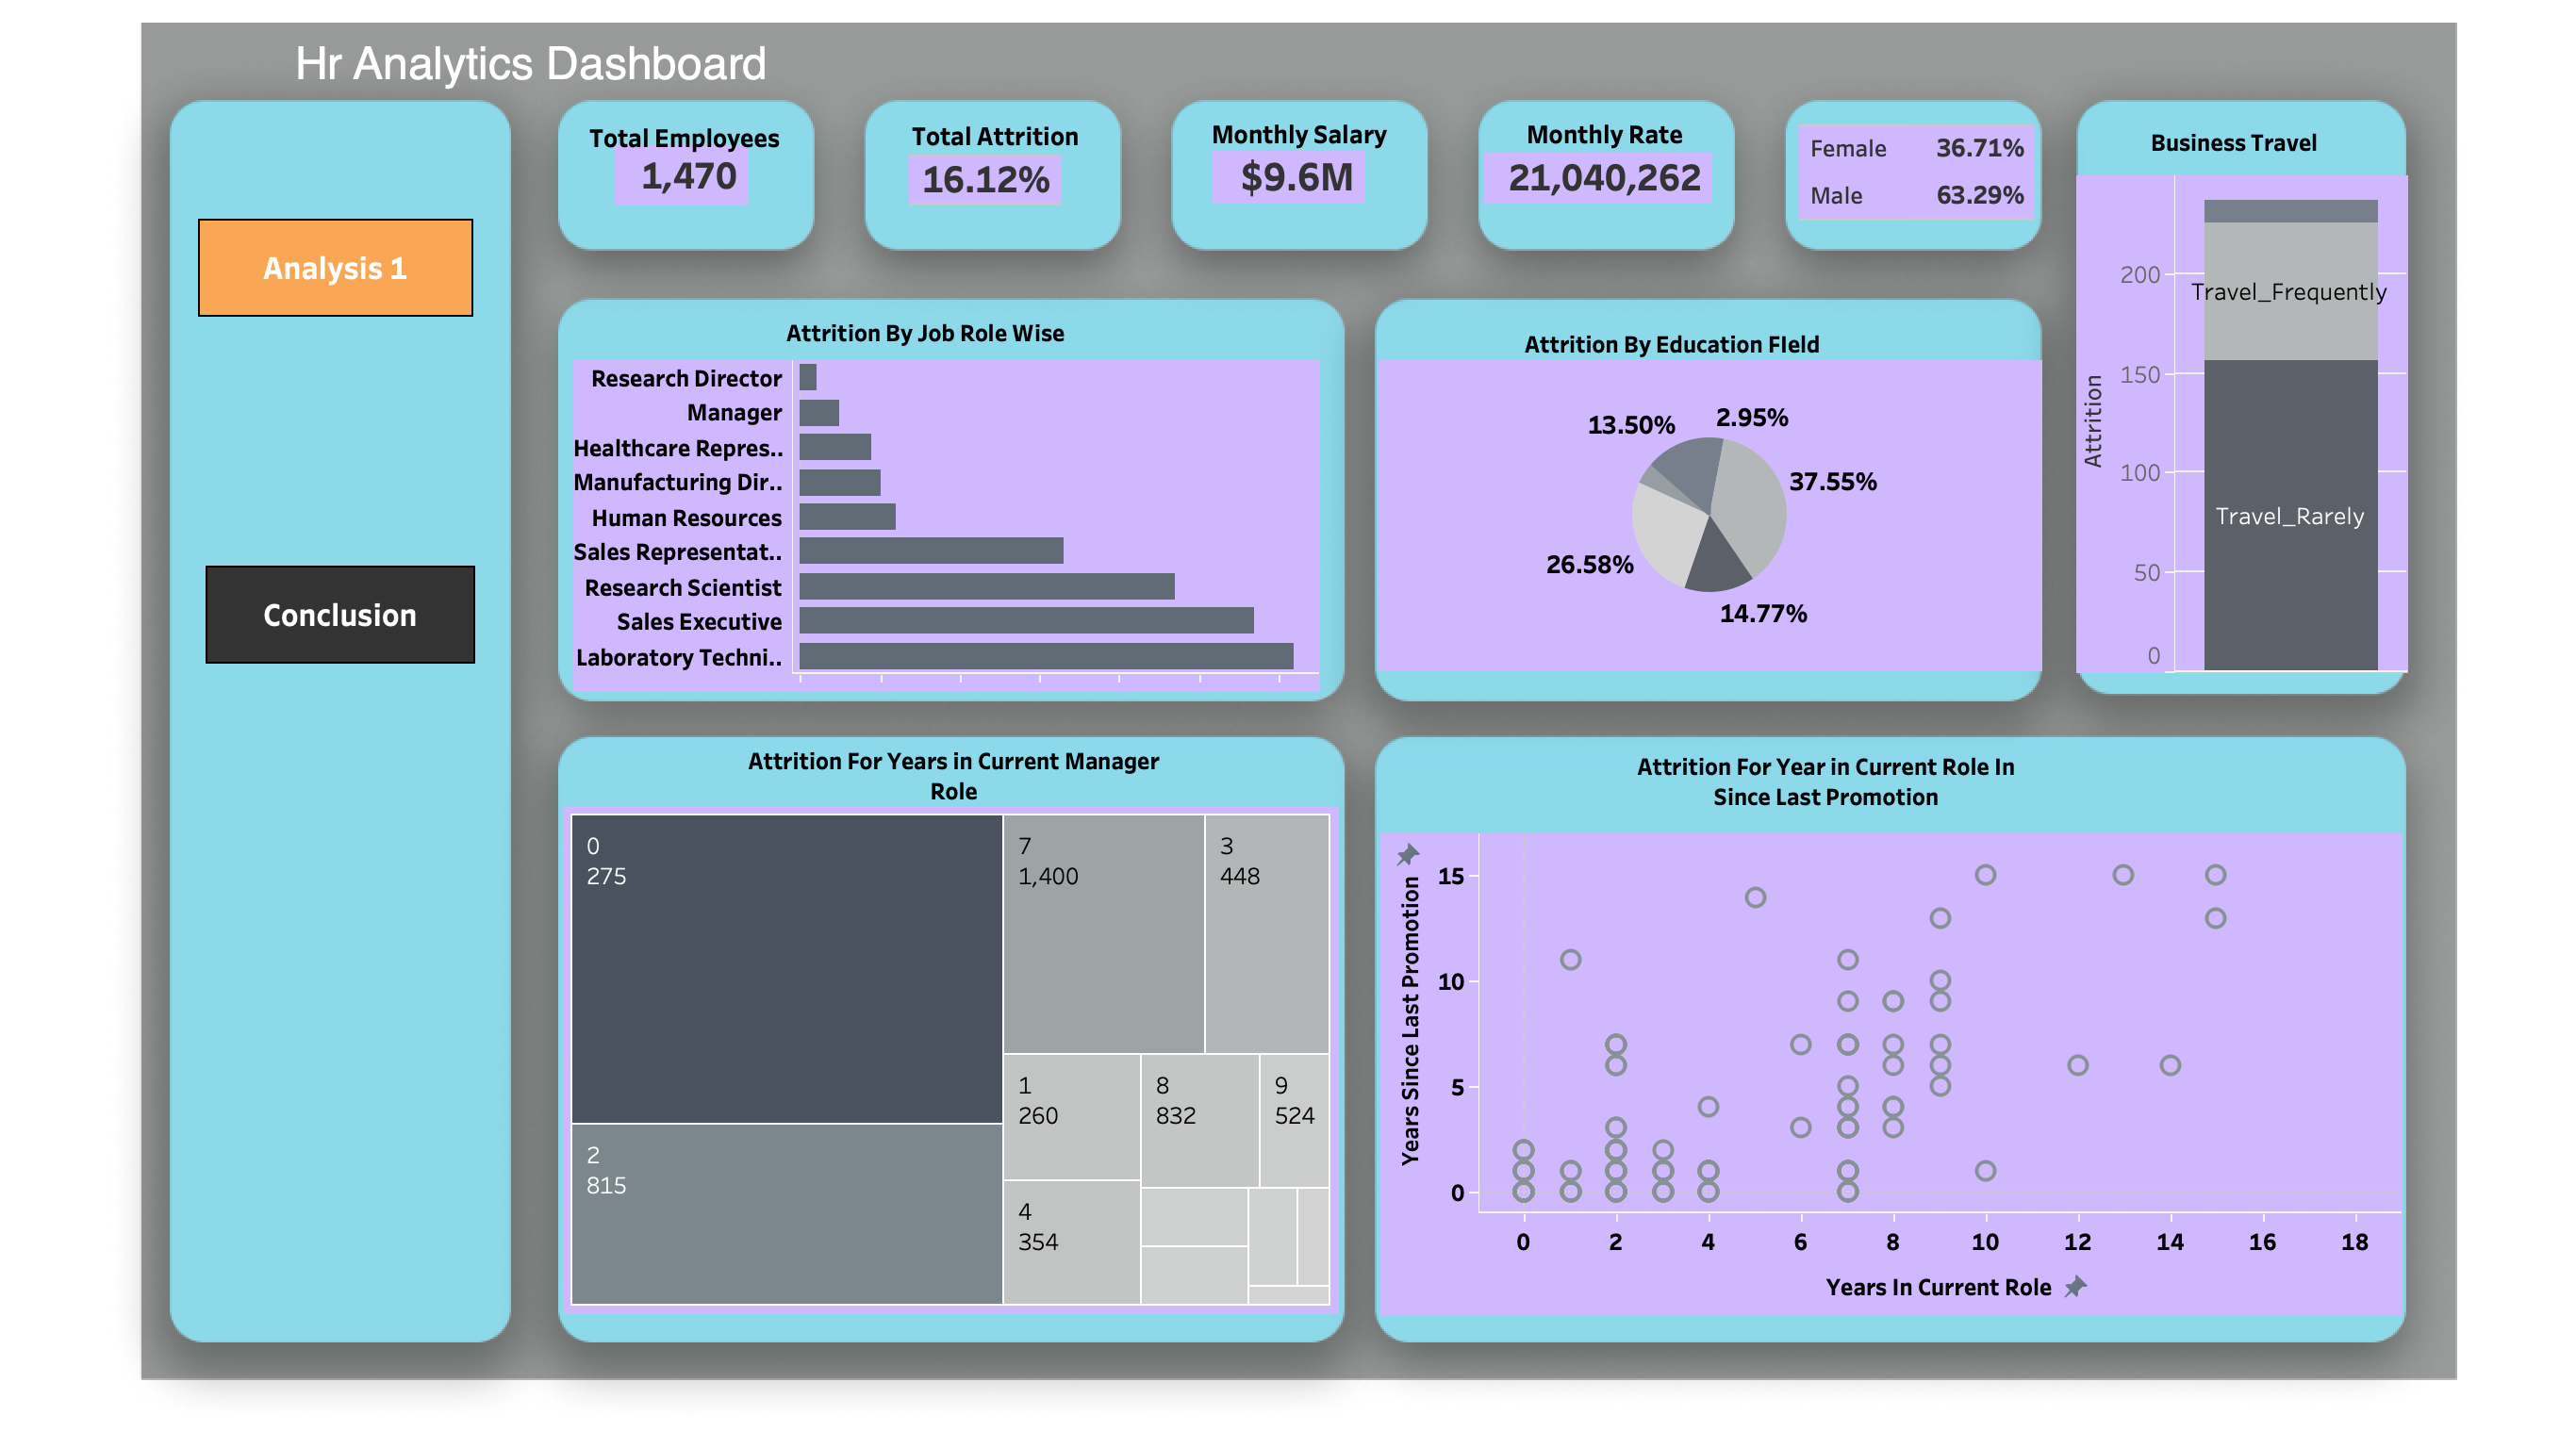 Hr Analytics Dashboard
Analysis 1
Conclusion
Total Employees
1,470
Total Attrition
16.12%
Monthly Salary
$9.6M
Monthly Rate
21,040,262
Female 36.71%
Male 63.29%
Business Travel
Attrition
200
150
100
50
0
Travel_Frequently
Travel_Rarely
Attrition By Job Role Wise
Research Director
Manager
Healthcare Repres..
Manufacturing Dir..
Human Resources
Sales Representat..
Research Scientist
Sales Executive
Laboratory Techni..
Attrition By Education FIeld
13.50%
2.95%
37.55%
26.58%
14.77%
Attrition For Years in Current Manager
Role
0
275
7
1,400
3
448
1
260
8
832
9
524
2
815
4
354
Attrition For Year in Current Role In
Since Last Promotion
Years Since Last Promotion
15
10
5
0
0 2 4 6 8 10 12 14 16 18
Years In Current Role